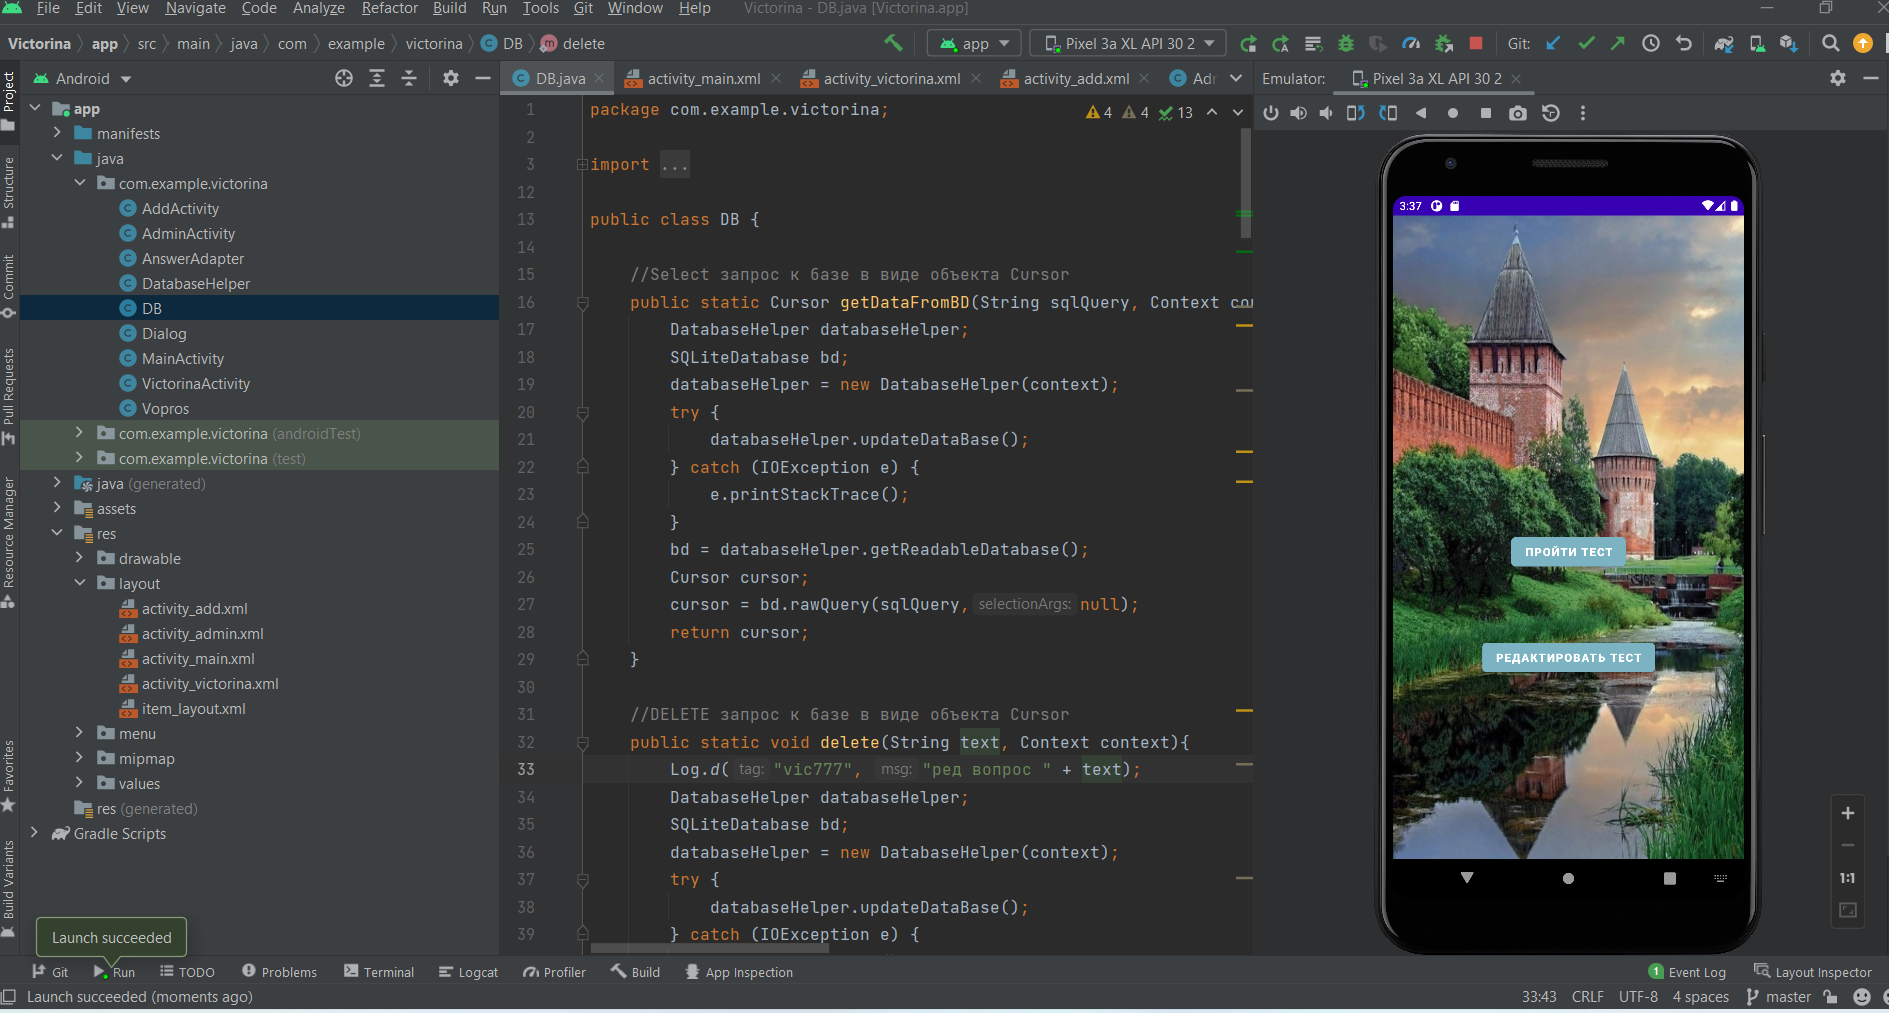 File Edit View Navigate Code Analyze Refactor Build Run Tools Git Window Help Victorina - DB.java [Victorina.app]
Victorina app src main java com example victorina DB delete app Pixel 3a XL API 30 2 Git:
Project
Structure
Commit
Pull Requests
Resource Manager
Favorites
Build Variants
Android
app
manifests
java
com.example.victorina
AddActivity
AdminActivity
AnswerAdapter
DatabaseHelper
DB
Dialog
MainActivity
VictorinaActivity
Vopros
com.example.victorina (androidTest)
com.example.victorina (test)
java (generated)
assets
res
drawable
layout
activity_add.xml
activity_admin.xml
activity_main.xml
activity_victorina.xml
item_layout.xml
menu
mipmap
values
res (generated)
Gradle Scripts
Launch succeeded
DB.java activity_main.xml activity_victorina.xml activity_add.xml Adr
4 4 13
1 package com.example.victorina;
2
3 import ...
12
13 public class DB {
14
15 //Select запрос к базе в виде объекта Cursor
16 public static Cursor getDataFromBD(String sqlQuery, Context con
17 DatabaseHelper databaseHelper;
18 SQLiteDatabase bd;
19 databaseHelper = new DatabaseHelper(context);
20 try {
21 databaseHelper.updateDataBase();
22 } catch (IOException e) {
23 e.printStackTrace();
24 }
25 bd = databaseHelper.getReadableDatabase();
26 Cursor cursor;
27 cursor = bd.rawQuery(sqlQuery, selectionArgs: null);
28 return cursor;
29 }
30
31 //DELETE запрос к базе в виде объекта Cursor
32 public static void delete(String text, Context context){
33 Log.d( tag: "vic777", msg: "ред вопрос " + text);
34 DatabaseHelper databaseHelper;
35 SQLiteDatabase bd;
36 databaseHelper = new DatabaseHelper(context);
37 try {
38 databaseHelper.updateDataBase();
39 } catch (IOException e) {
Emulator: Pixel 3a XL API 30 2
3:37
ПРОЙТИ ТЕСТ
РЕДАКТИРОВАТЬ ТЕСТ
1:1
Git Run TODO Problems Terminal Logcat Profiler Build App Inspection 1 Event Log Layout Inspector
Launch succeeded (moments ago) 33:43 CRLF UTF-8 4 spaces master